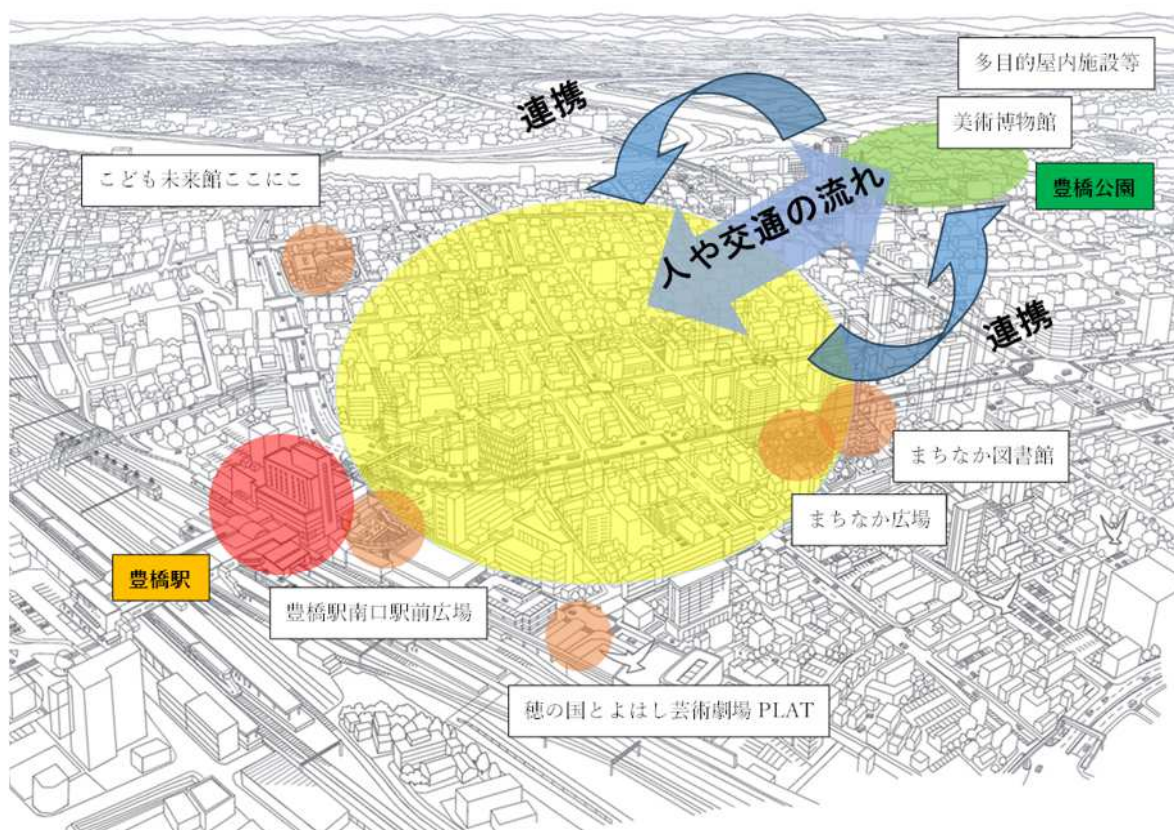 多目的屋内施設等
連携
美術博物館
こども未来館ここにこ
豊橋公園
人や交通の流れ
連携
まちなか図書館
まちなか広場
豊橋駅
豊橋駅南口駅前広場
穂の国とよはし芸術劇場 PLAT